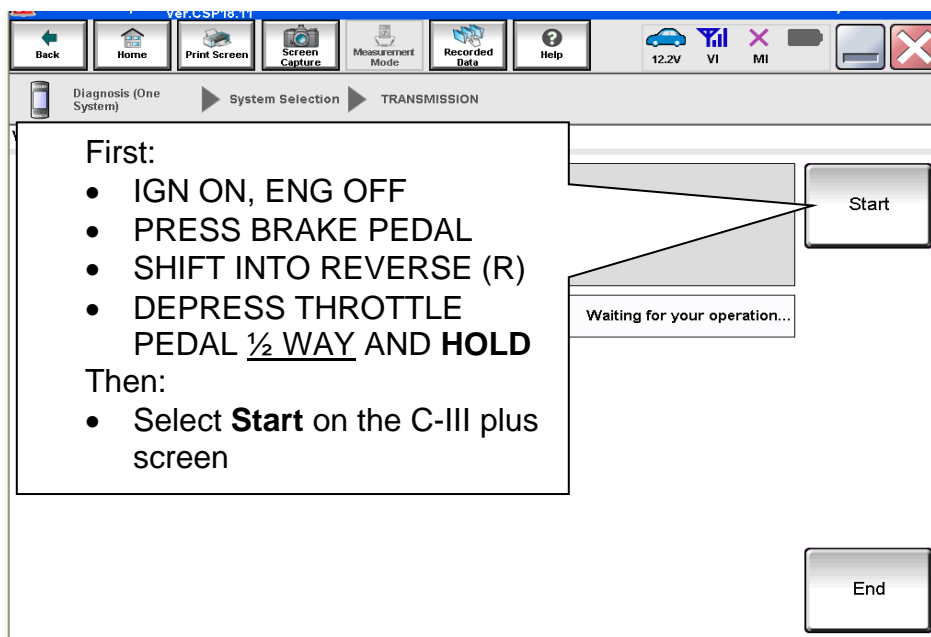 Ver.CSP18.11
Back
Home
Print Screen
Screen
Capture
Measurement
Mode
Recorded
Data
Help
12.2V
VI
MI
Diagnosis (One
System)
System Selection
TRANSMISSION
First:
• IGN ON, ENG OFF
• PRESS BRAKE PEDAL
• SHIFT INTO REVERSE (R)
• DEPRESS THROTTLE
PEDAL ½ WAY AND HOLD
Then:
• Select Start on the C-III plus
screen
Start
Waiting for your operation...
End